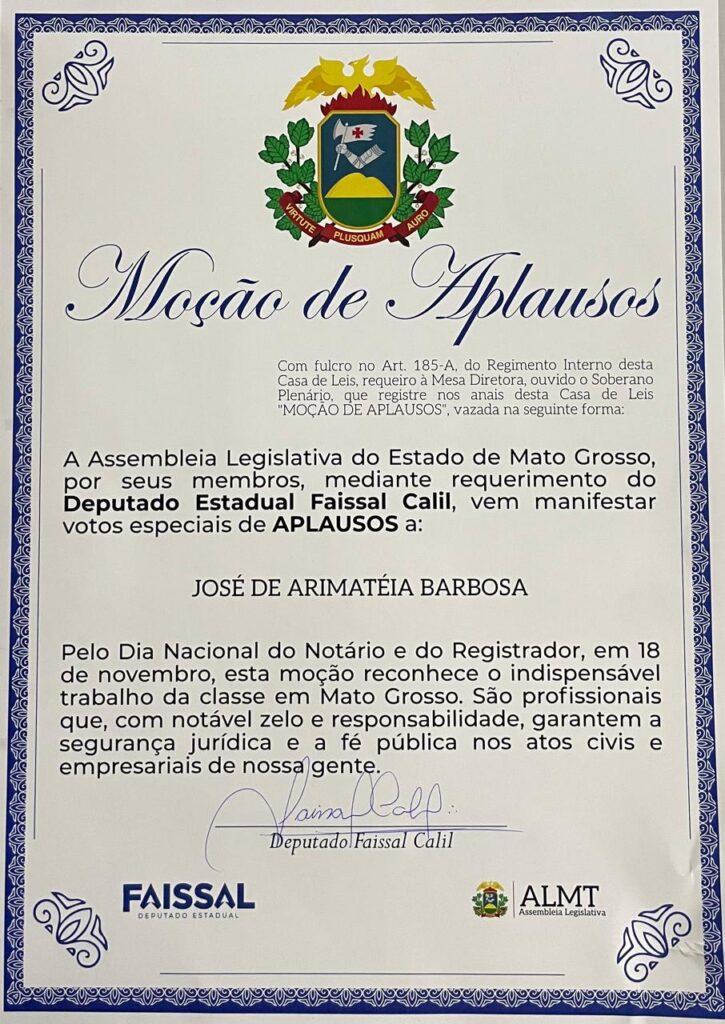 VIRTUTE PLUSQUAM AURO
Moção de Aplausos
Com fulcro no Art. 185-A, do Regimento Interno desta
Casa de Leis, requeiro à Mesa Diretora, ouvido o Soberano
Plenário, que registre nos anais desta Casa de Leis
"MOÇÃO DE APLAUSOS", vazada na seguinte forma:
A Assembleia Legislativa do Estado de Mato Grosso,
por seus membros, mediante requerimento do
Deputado Estadual Faissal Calil, vem manifestar
votos especiais de APLAUSOS a:
JOSÉ DE ARIMATÉIA BARBOSA
Pelo Dia Nacional do Notário e do Registrador, em 18
de novembro, esta moção reconhece o indispensável
trabalho da classe em Mato Grosso. São profissionais
que, com notável zelo e responsabilidade, garantem a
segurança jurídica e a fé pública nos atos civis e
empresariais de nossa gente.
Faissal Calil
Deputado Faissal Calil
FAISSAL
DEPUTADO ESTADUAL
ALMT
Assembleia Legislativa